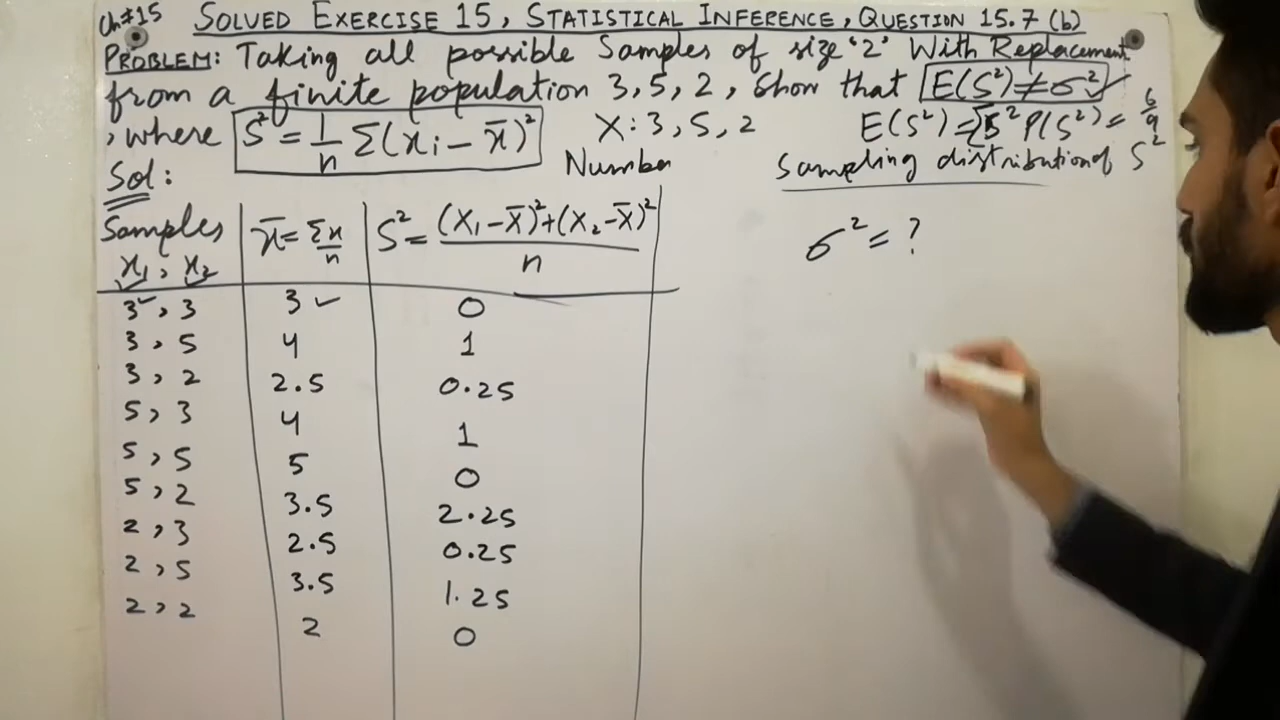 Ch#15 SOLVED EXERCISE 15, STATISTICAL INFERENCE, QUESTION 15.7 (b)
PROBLEM: Taking all possible Samples of size '2' With Replacement
from a finite population 3, 5, 2, Show that E(S²) ≠ σ²
, where S² = 1/n Σ(xi - x̄)² X: 3, 5, 2 E(S²) = ΣS²P(S²) = 6/9
Sol: Number Sampling distribution of S²
Samples x̄ = Σx/n S² = (X₁-X̄)²+(X₂-X̄)²/n σ² = ?
x₁, x₂
3, 3 3 0
3, 5 4 1
3, 2 2.5 0.25
5, 3 4 1
5, 5 5 0
5, 2 3.5 2.25
2, 3 2.5 0.25
2, 5 3.5 1.25
2, 2 2 0